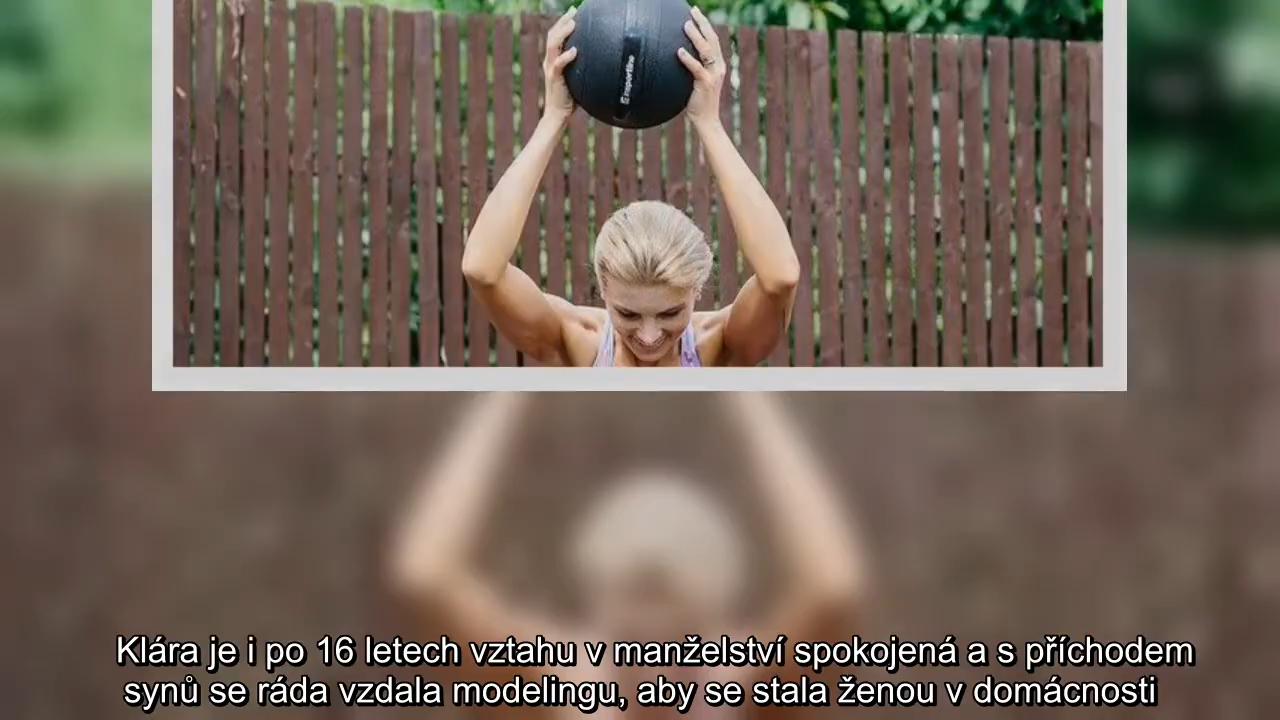 insportline
Klára je i po 16 letech vztahu v manželství spokojená a s příchodem
synů se ráda vzdala modelingu, aby se stala ženou v domácnosti